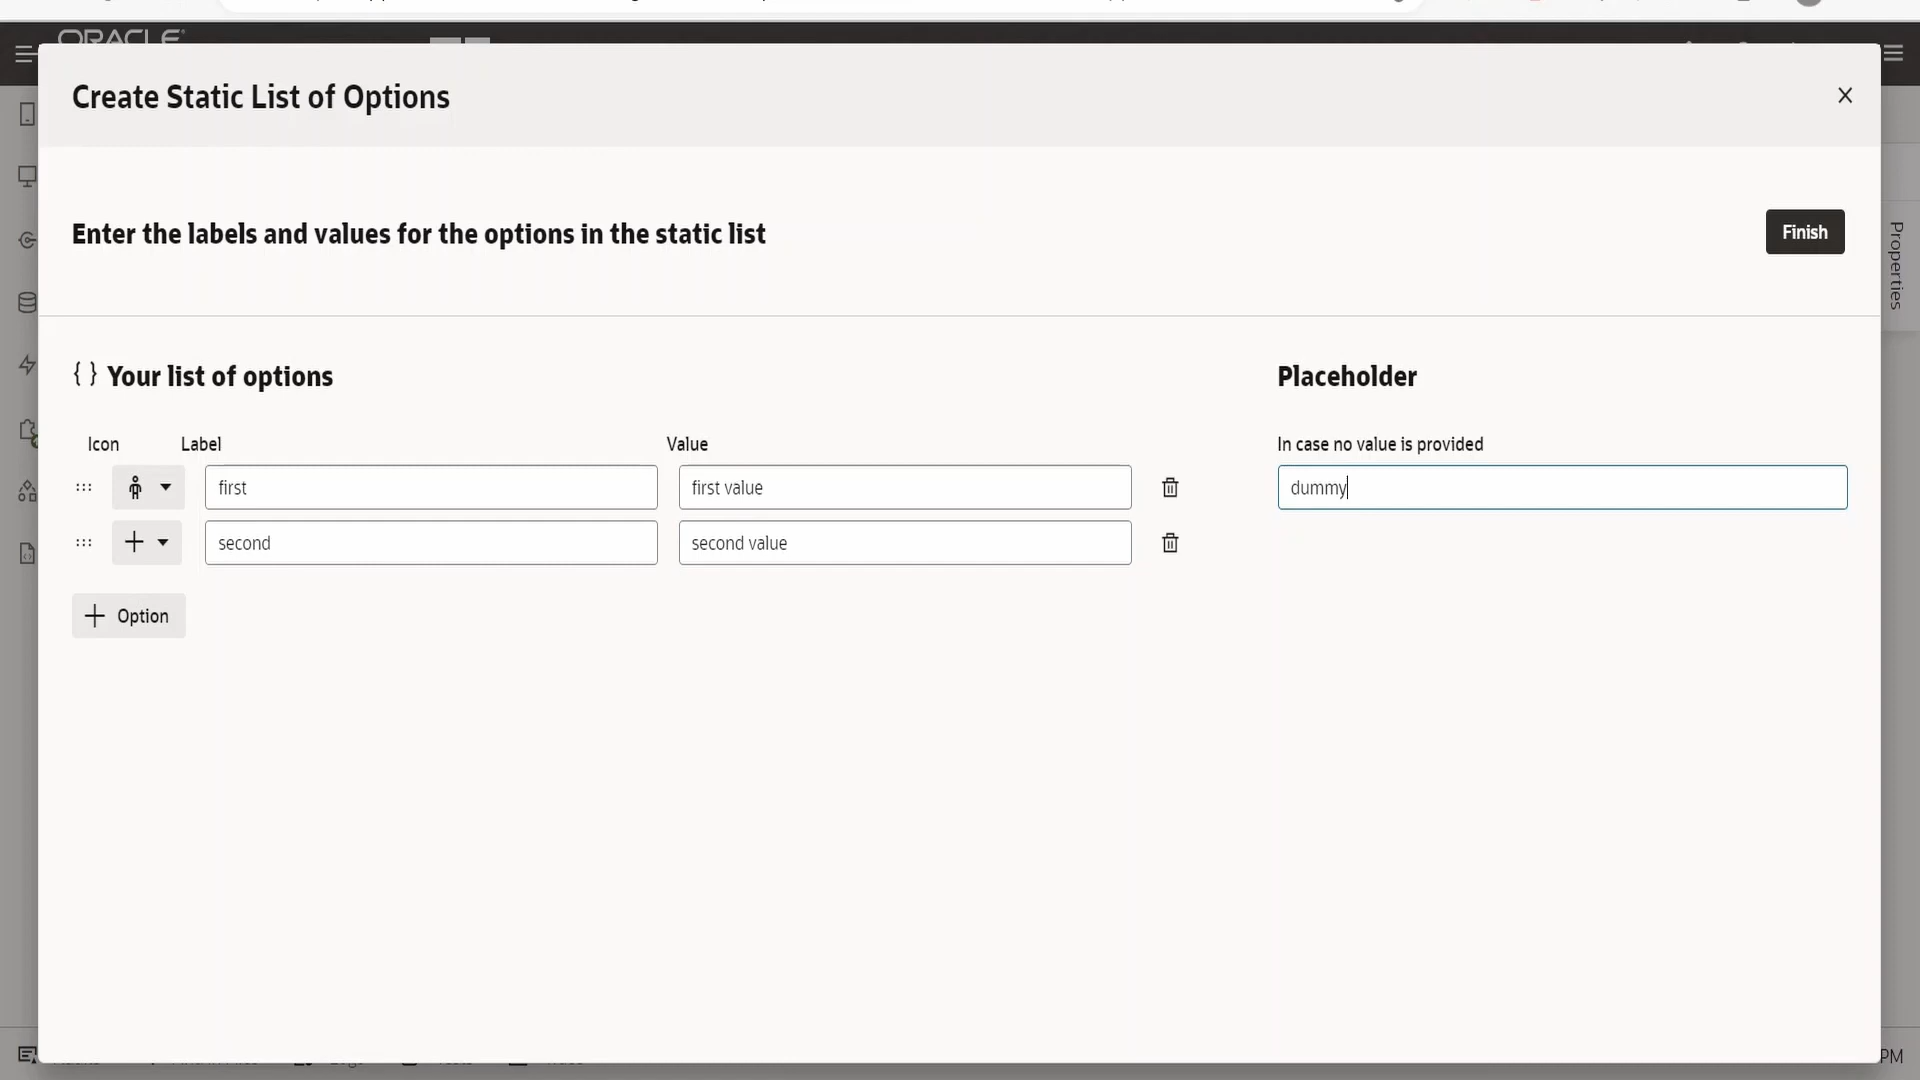 ORACLE
Create Static List of Options
Enter the labels and values for the options in the static list
Finish
Properties
{ } Your list of options
Placeholder
Icon Label Value
In case no value is provided
first first value
dummy
second second value
+ Option
PM